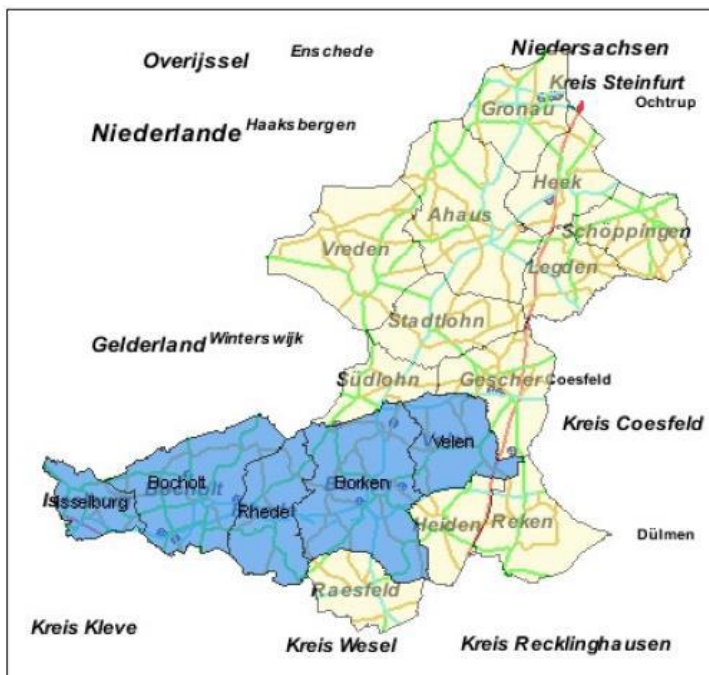 Overijssel
Enschede
Niedersachsen
Kreis Steinfurt
Ochtrup
Gronau
Niederlande
Haaksbergen
Heek
Ahaus
Schöppingen
Vreden
Legden
Stadtlohn
Gelderland
Winterswijk
Südlohn
Gescher
Coesfeld
Kreis Coesfeld
Velen
Bocholt
Borken
Isselburg
Rhede
Heiden
Reken
Dülmen
Raesfeld
Kreis Kleve
Kreis Wesel
Kreis Recklinghausen